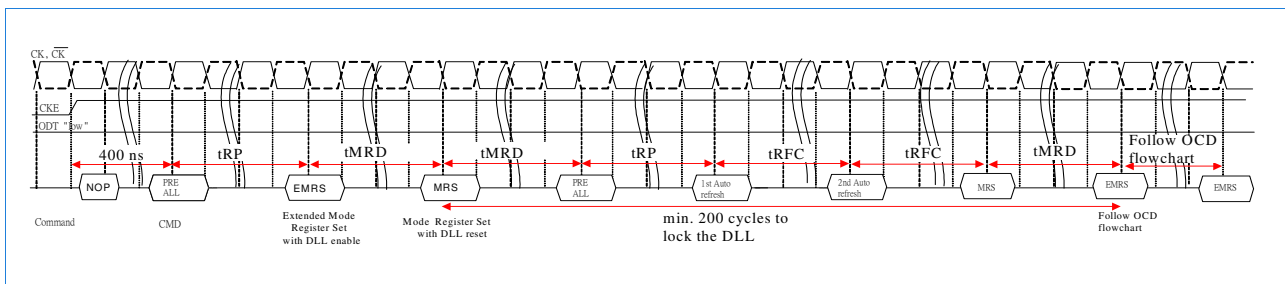 CK, CK
CKE
ODT "low"
400 ns
tRP
tMRD
tMRD
tRP
tRFC
tRFC
tMRD
Follow OCD
flowchart
NOP
PRE
ALL
EMRS
MRS
PRE
ALL
1st Auto
refresh
2nd Auto
refresh
MRS
EMRS
EMRS
Command
CMD
Extended Mode
Register Set
with DLL enable
Mode Register Set
with DLL reset
min. 200 cycles to
lock the DLL
Follow OCD
flowchart